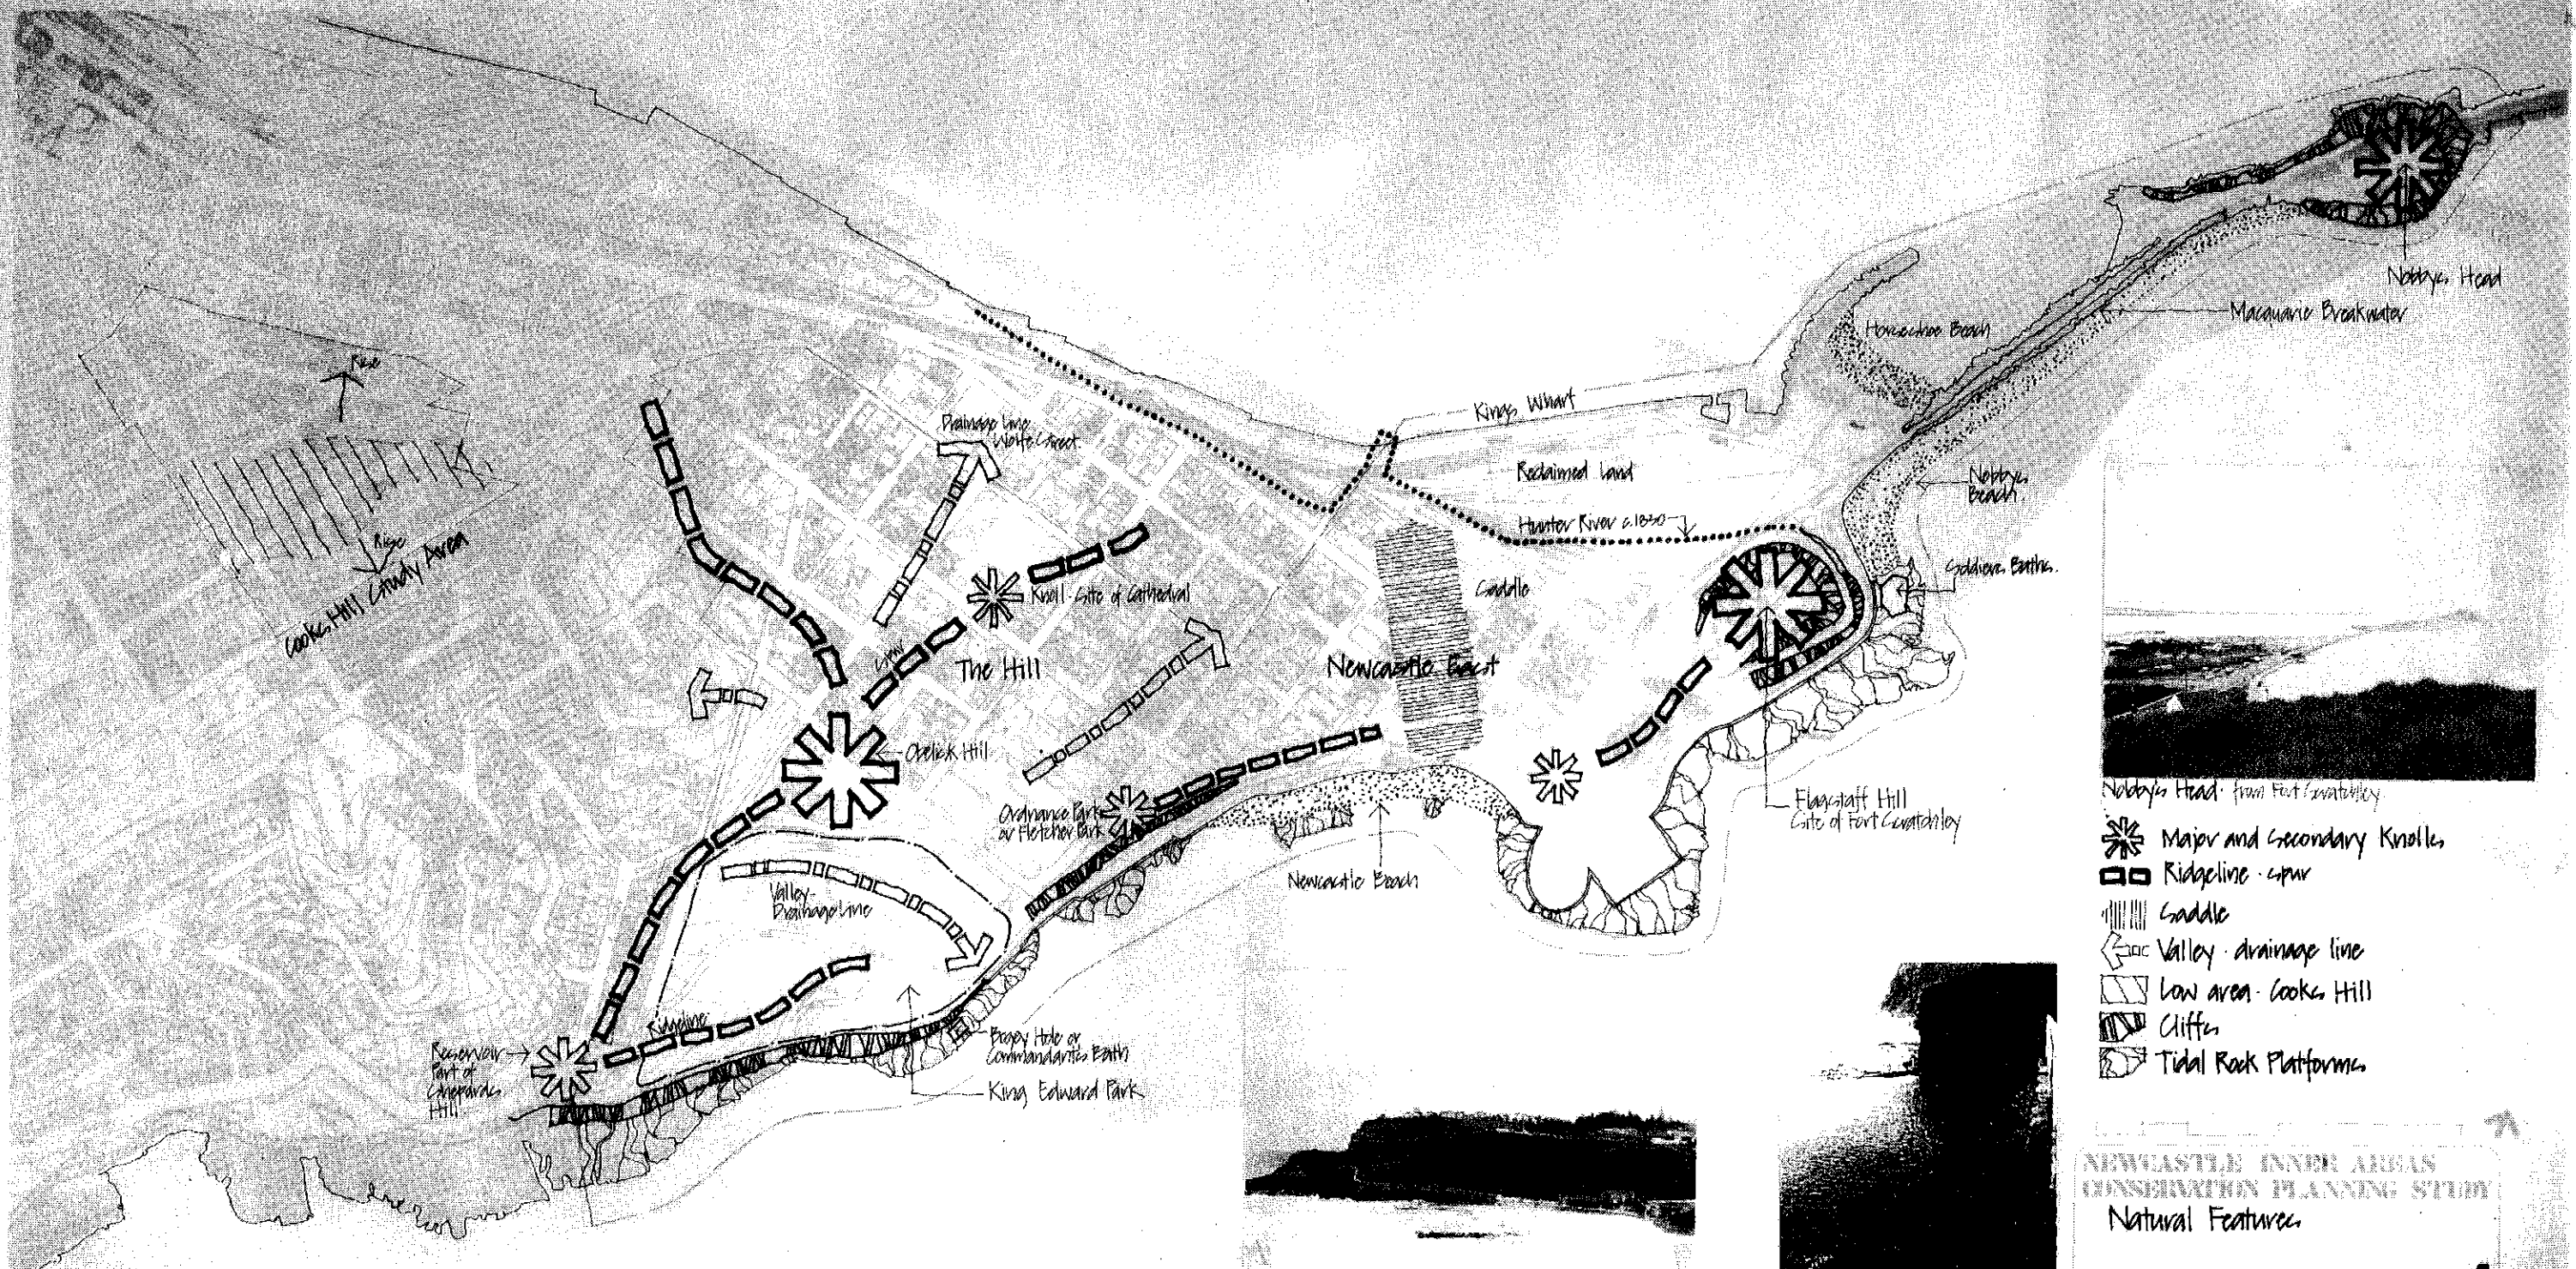 Nobbys Head
Macquarie Breakwater
Horseshoe Beach
Rise
Kings Wharf
Drainage Line
Wolfe Street
Reclaimed Land
Nobbys
Beach
Hunter River c.1830
Rise
Cooks Hill Study Area
Soldiers Baths.
Saddle
Knoll - Site of Cathedral
Spur
The Hill
Newcastle East
Obelisk Hill
Ordnance Park
or Fletcher Park
Flagstaff Hill
Site of Fort Scratchley
Newcastle Beach
Valley-
Drainage Line
Ridgeline
Reservoir
Part of
Shepards
Hill
Bogey Hole or
Commandants Bath
King Edward Park
Nobby's Head - from Fort Scratchley
Major and Secondary Knolls
Ridgeline - spur
Saddle
Valley - drainage line
Low area - Cooks Hill
Cliffs
Tidal Rock Platforms
NEWCASTLE INNER AREAS
CONSERVATION PLANNING STUDY
Natural Features